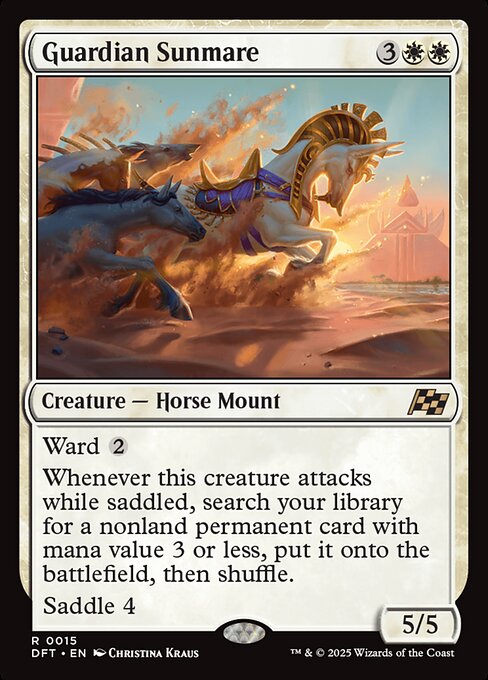 Guardian Sunmare 3
Creature — Horse Mount
Ward 2
Whenever this creature attacks
while saddled, search your library
for a nonland permanent card with
mana value 3 or less, put it onto the
battlefield, then shuffle.
Saddle 4
5/5
R 0015
DFT • EN Christina Kraus
™ & © 2025 Wizards of the Coast